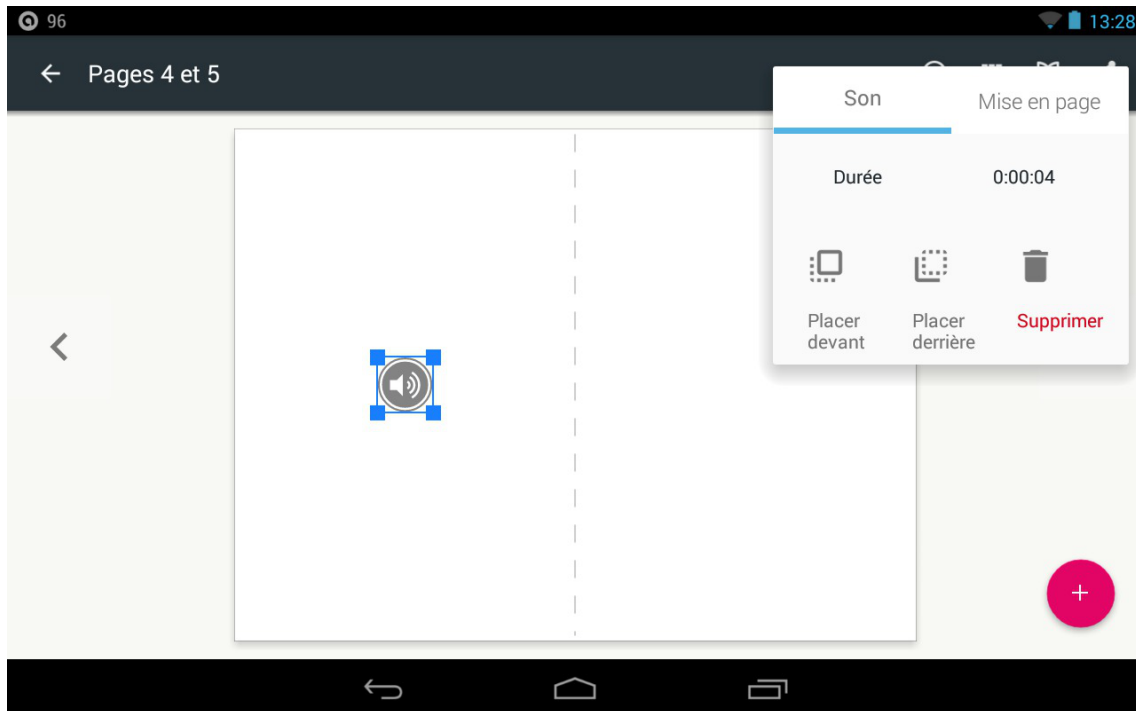 96
13:28
Pages 4 et 5
Son
Mise en page
Durée
0:00:04
Placer
devant
Placer
derrière
Supprimer